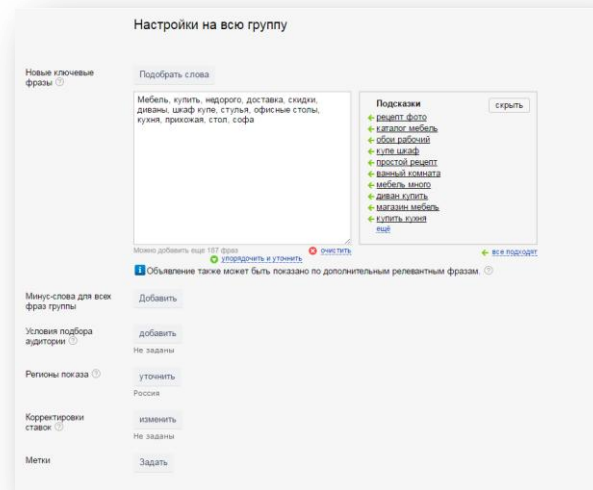 Настройки на всю группу
Новые ключевые
фразы ?
Подобрать слова
Мебель, купить, недорого, доставка, скидки,
диваны, шкаф купе, стулья, офисные столы,
кухня, прихожая, стол, софа
Подсказки
скрыть
рецепт фото
каталог мебель
обои рабочий
купе шкаф
простой рецепт
ванный комната
мебель много
диван купить
магазин мебель
купить кухня
ещё
Можно добавить еще 187 фраз
очистить
упорядочить и уточнить
все подходят
Объявление также может быть показано по дополнительным релевантным фразам. ?
Минус-слова для всех
фраз группы
Добавить
Условия подбора
аудитории ?
добавить
Не заданы
Регионы показа ?
уточнить
Россия
Корректировки
ставок ?
изменить
Не заданы
Метки
Задать